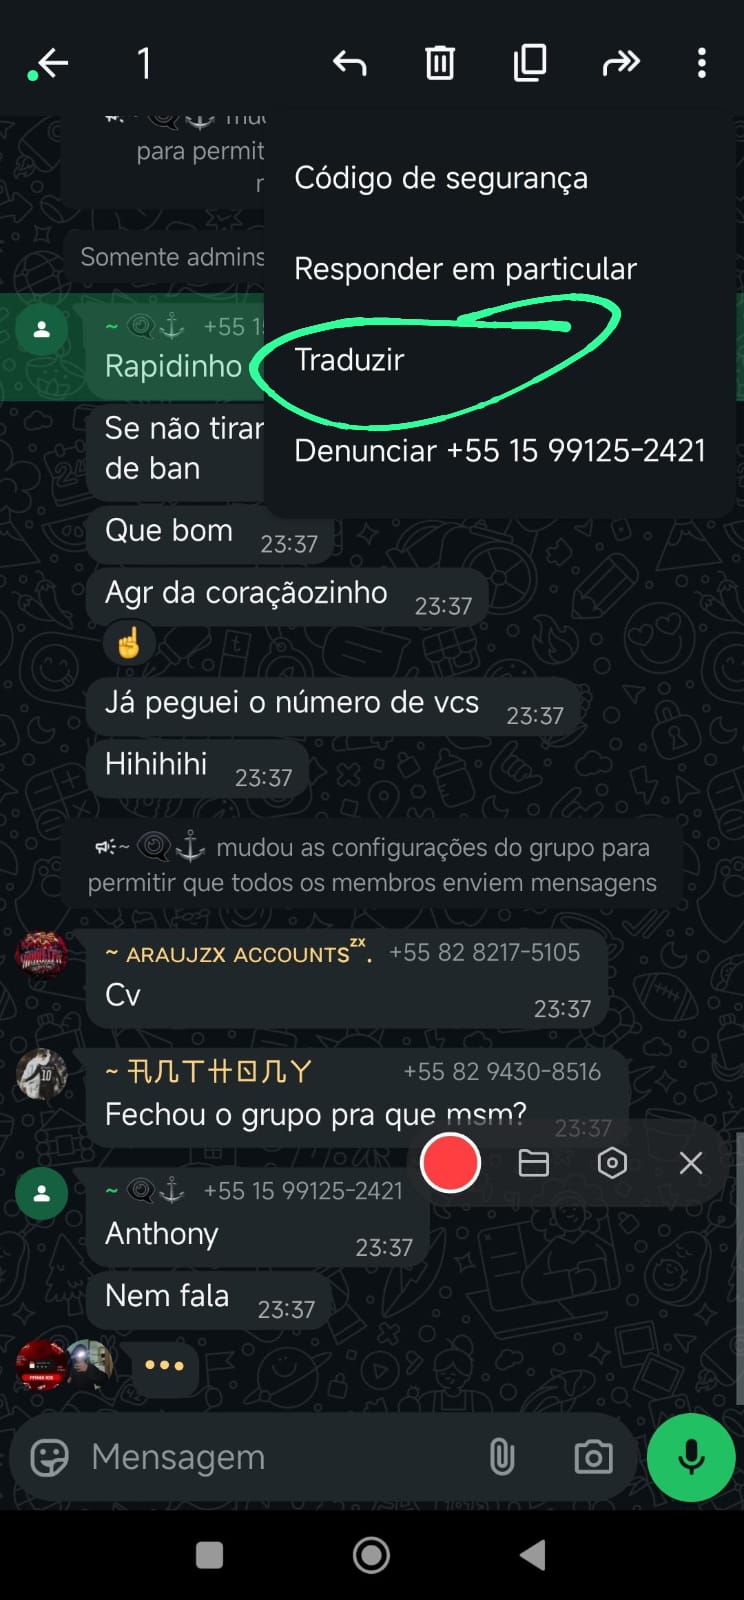 1
para permit
Código de segurança
Somente admins
Responder em particular
~ +55 1
Rapidinho
Traduzir
Se não tirar
de ban
Denunciar +55 15 99125-2421
Que bom 23:37
Agr da coraçãozinho 23:37
Já peguei o número de vcs 23:37
Hihihihi 23:37
~ mudou as configurações do grupo para
permitir que todos os membros enviem mensagens
~ ARAUJZX ACCOUNTSᶻˣ. +55 82 8217-5105
Cv
23:37
+55 82 9430-8516
Fechou o grupo pra que msm? 23:37
~ +55 15 99125-2421
Anthony
23:37
Nem fala 23:37
Mensagem